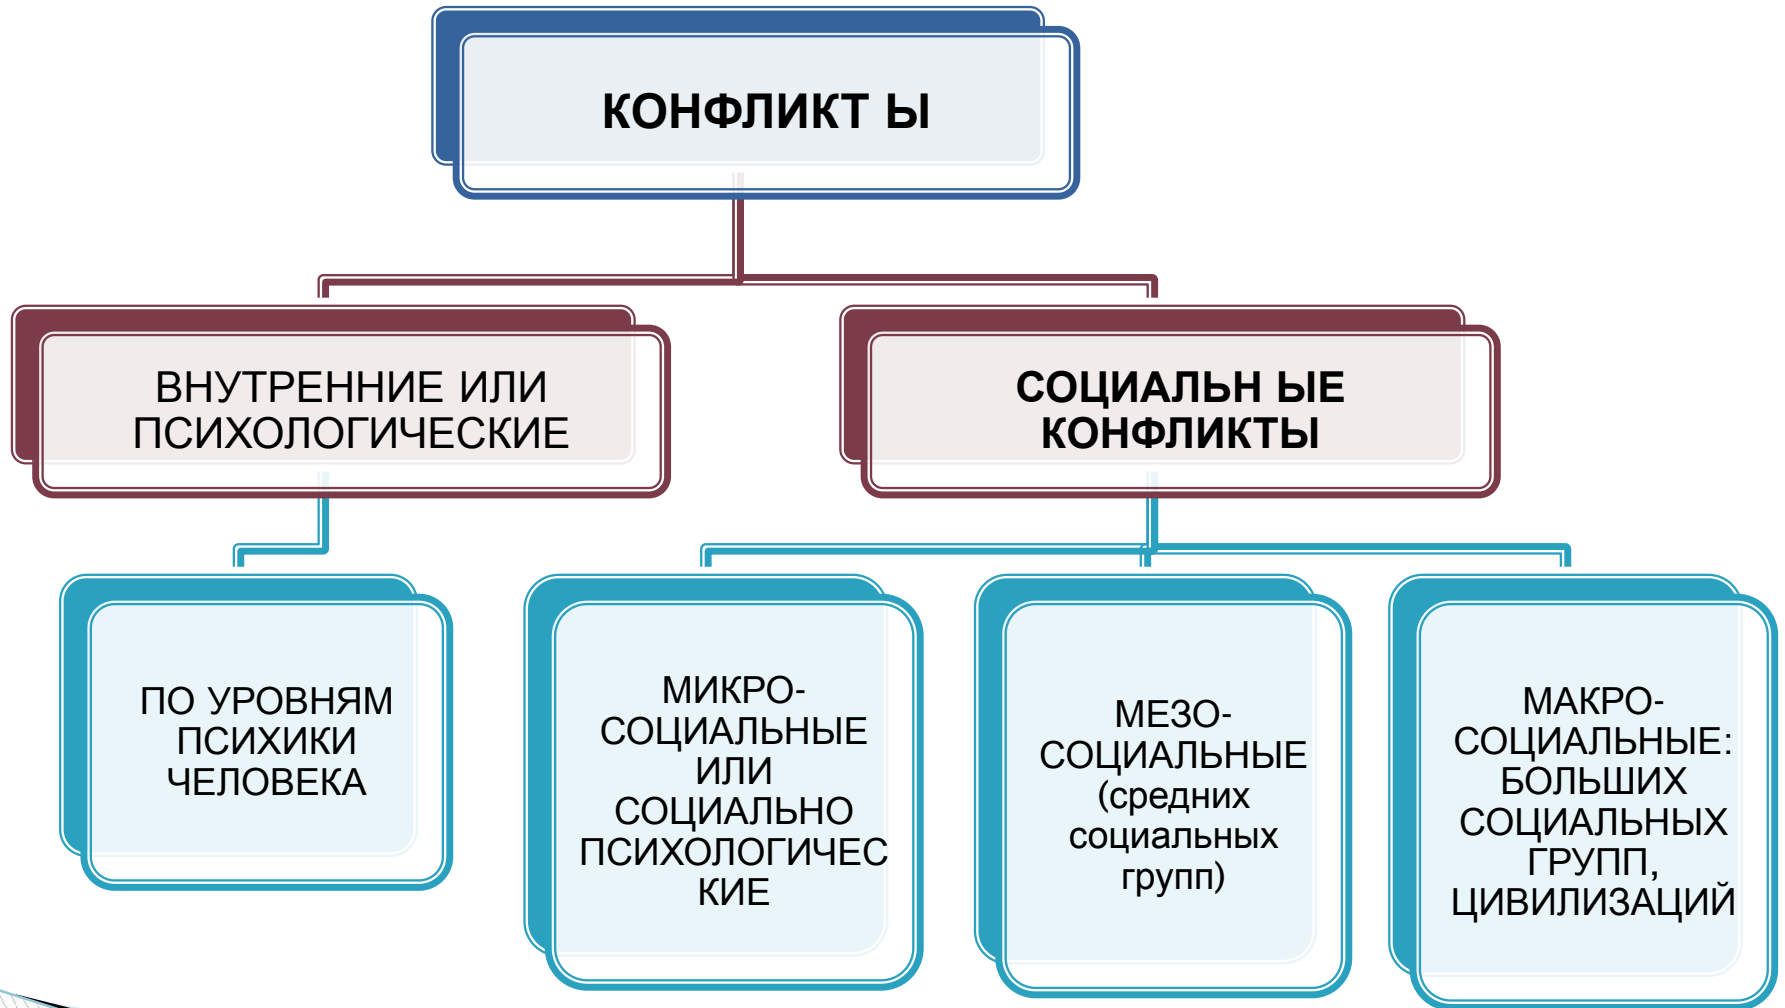 КОНФЛИКТ Ы
ВНУТРЕННИЕ ИЛИ
ПСИХОЛОГИЧЕСКИЕ
СОЦИАЛЬН ЫЕ
КОНФЛИКТЫ
ПО УРОВНЯМ
ПСИХИКИ
ЧЕЛОВЕКА
МИКРО-
СОЦИАЛЬНЫЕ
ИЛИ
СОЦИАЛЬНО
ПСИХОЛОГИЧЕС
КИЕ
МЕЗО-
СОЦИАЛЬНЫЕ
(средних
социальных
групп)
МАКРО-
СОЦИАЛЬНЫЕ:
БОЛЬШИХ
СОЦИАЛЬНЫХ
ГРУПП,
ЦИВИЛИЗАЦИЙ